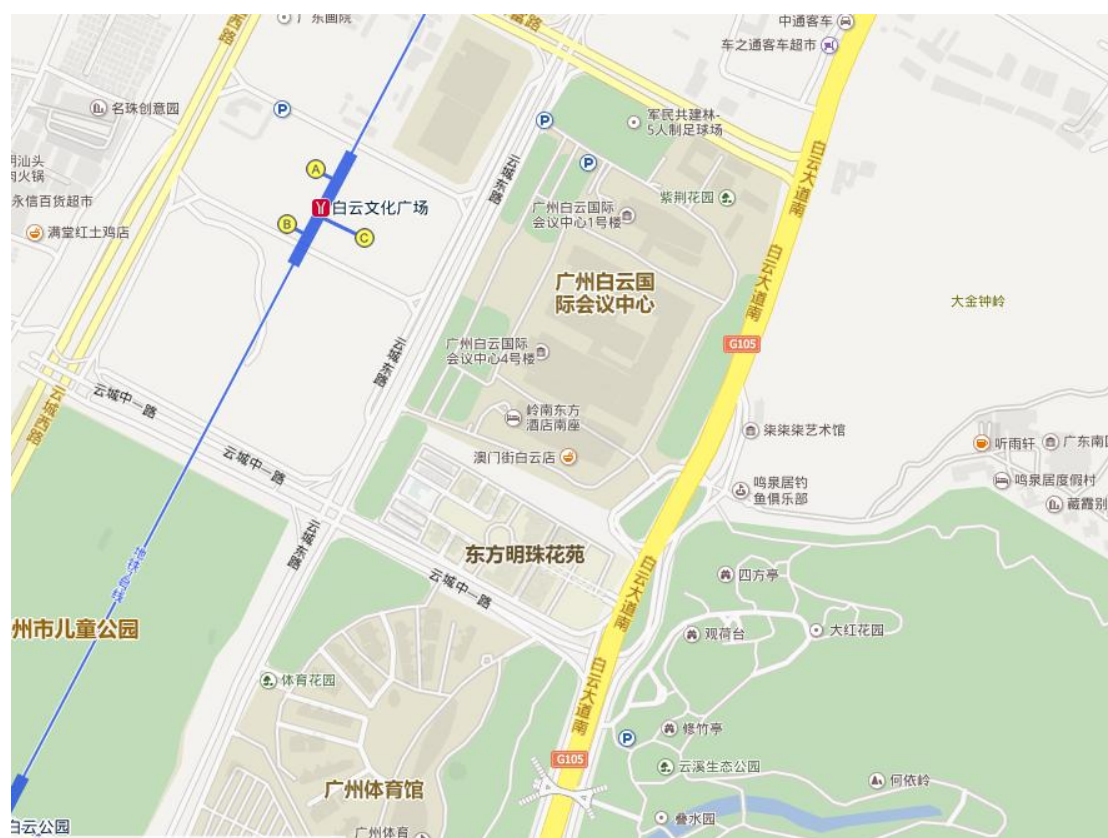 广东画院
中通客车
车之通客车超市
富路
云城西路
名珠创意园
P
P
军民共建林-
5人制足球场
P
A
白云文化广场
B
C
永信百货超市
满堂红土鸡店
云城东路
紫荆花园
白云大道南
广州白云国际
会议中心1号楼
广州白云国
际会议中心
白云大道南
大金钟岭
G105
广州白云国际
会议中心4号楼
云城东路
云城中一路
云城西路
岭南东方
酒店南座
柒柒柒艺术馆
听雨轩
澳门街白云店
云城中一路
鸣泉居钓
鱼俱乐部
鸣泉居度假村
云城东路
东方明珠花苑
白云大道南
地铁2号线
云城中一路
四方亭
州市儿童公园
观荷台
大红花园
体育花园
白云大道南
修竹亭
P
G105
云溪生态公园
何依岭
广州体育馆
叠水园
白云公园
广州体育